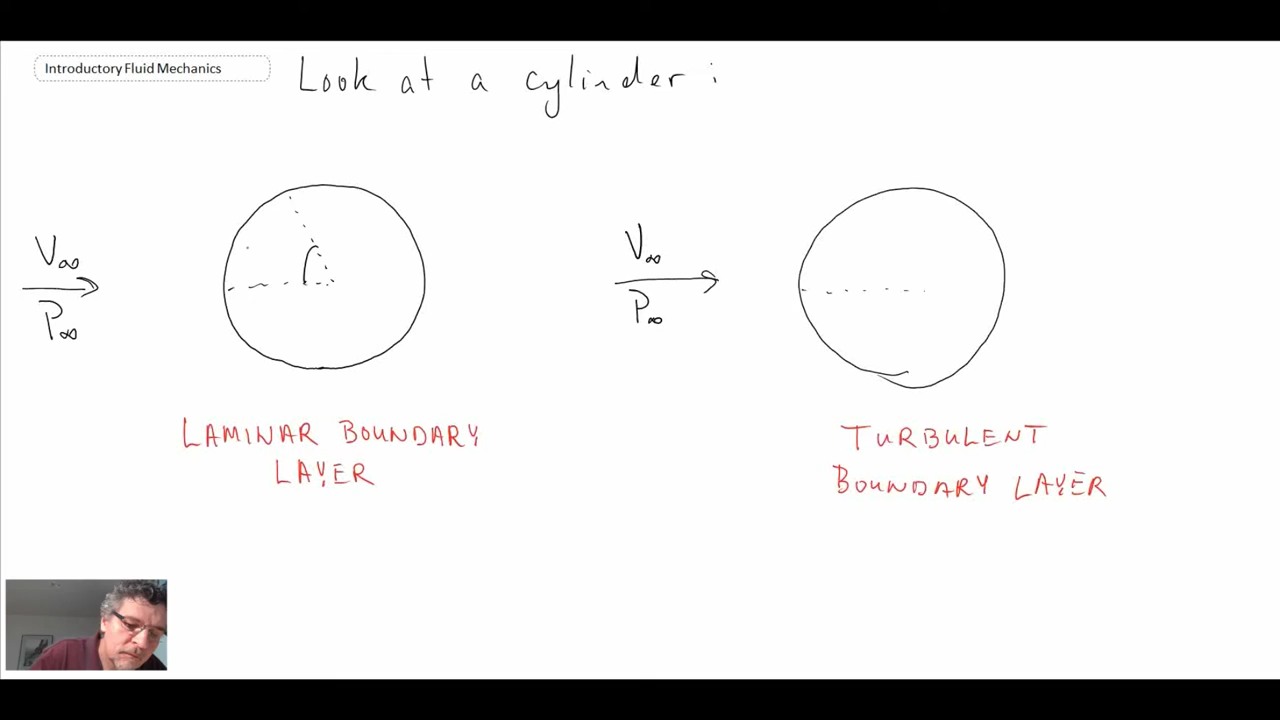 Introductory Fluid Mechanics
Look at a cylinder :
V∞
P∞
V∞
P∞
LAMINAR BOUNDARY
LAYER
TURBULENT
BOUNDARY LAYER